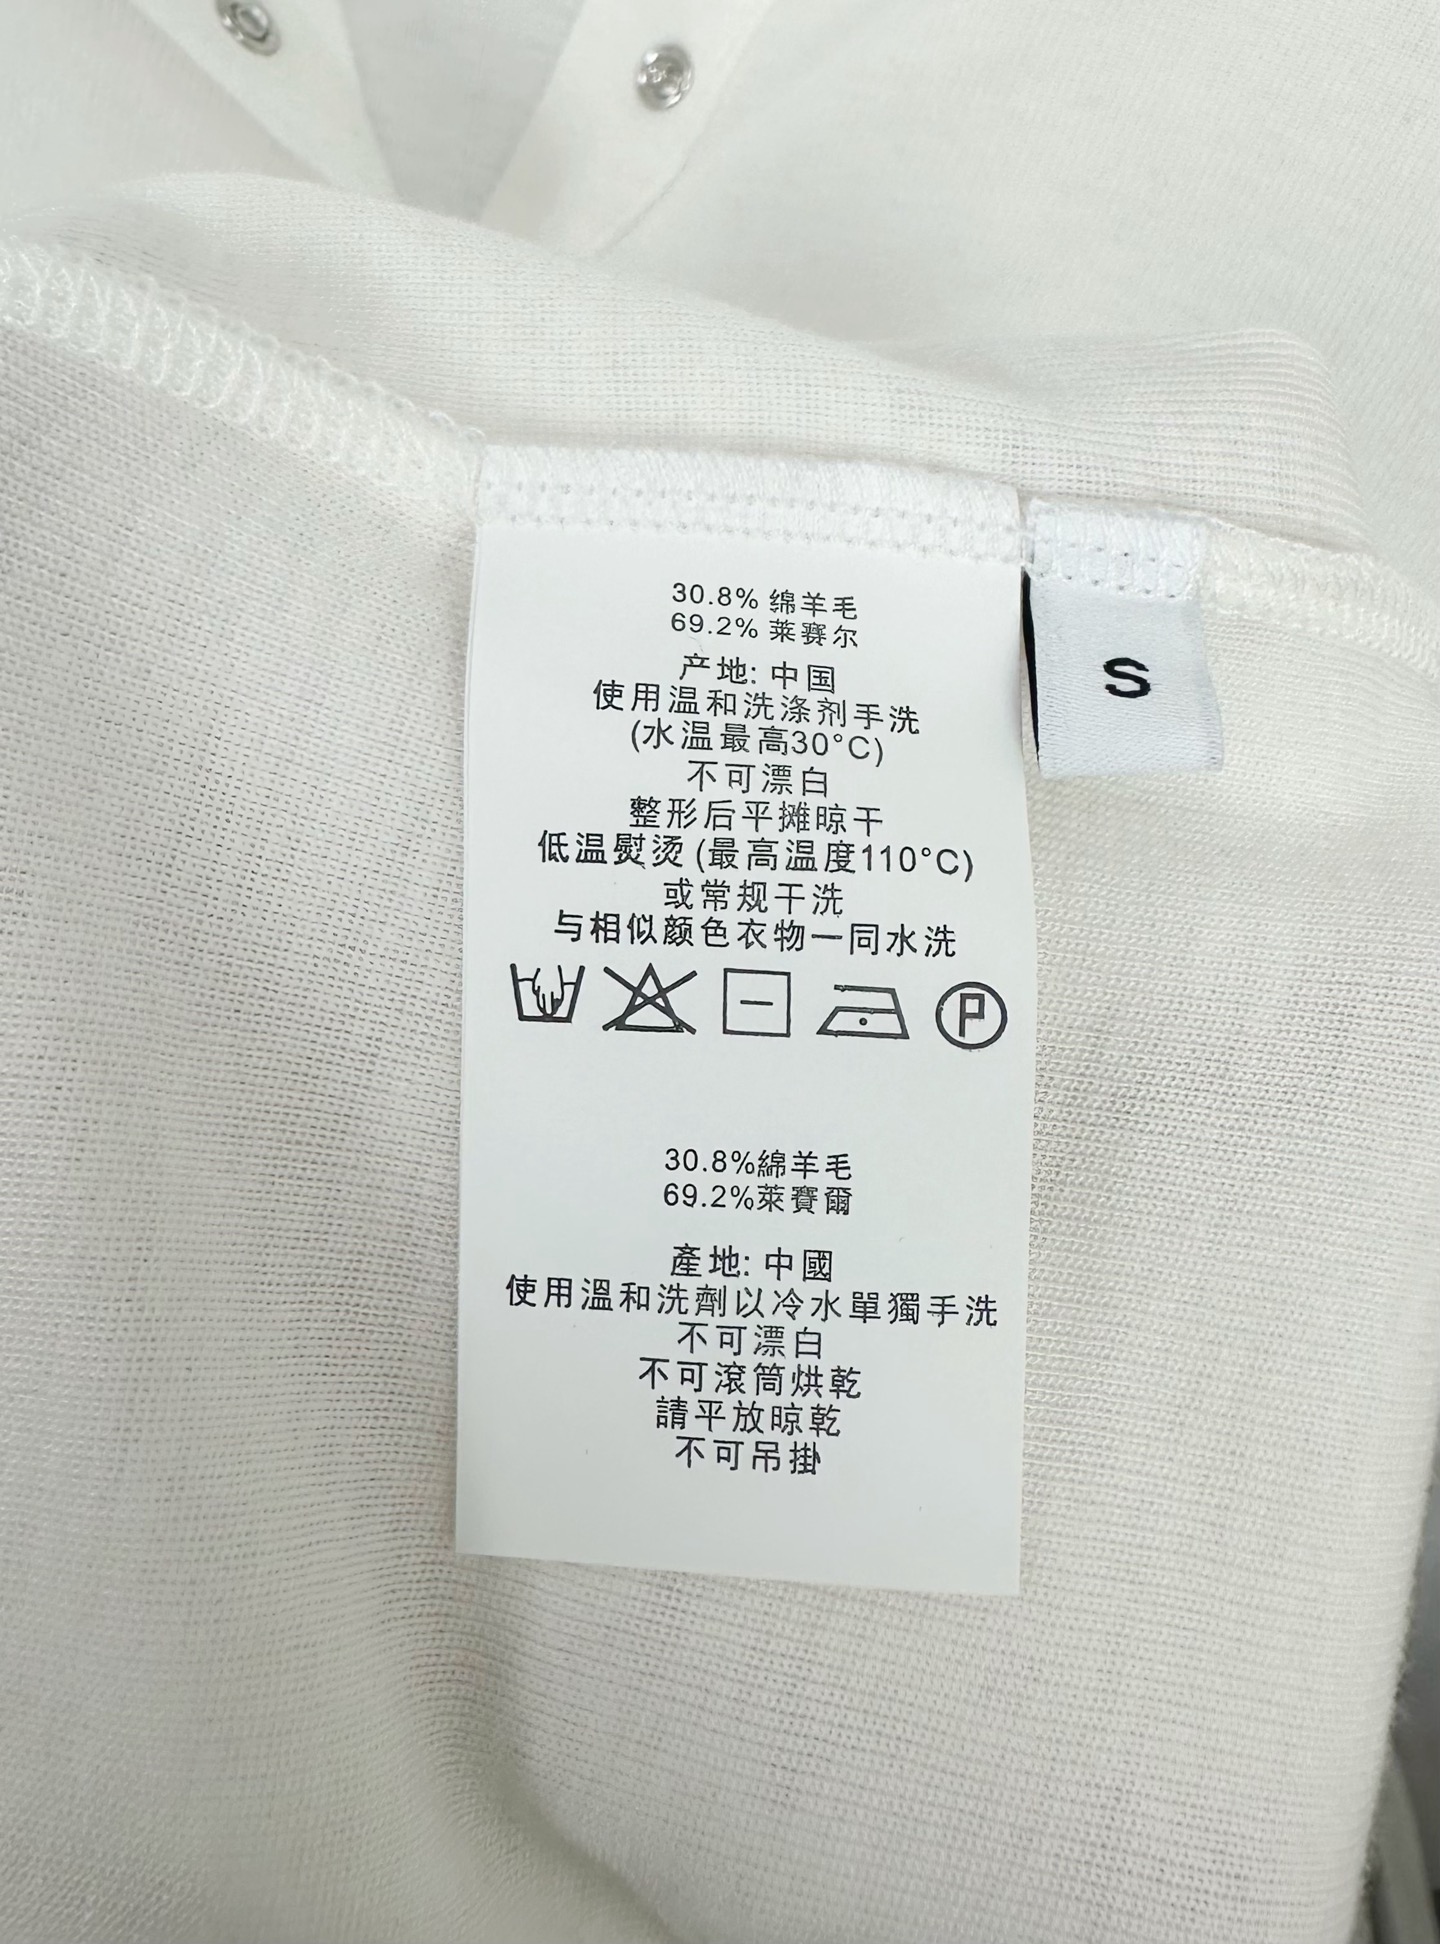 30.8% 绵羊毛
69.2% 莱赛尔
产地: 中国
使用温和洗涤剂手洗
(水温最高30°C)
不可漂白
整形后平摊晾干
低温熨烫 (最高温度110°C)
或常规干洗
与相似颜色衣物一同水洗
P
30.8%綿羊毛
69.2%萊賽爾
產地: 中國
使用溫和洗劑以冷水單獨手洗
不可漂白
不可滾筒烘乾
請平放晾乾
不可吊掛
S